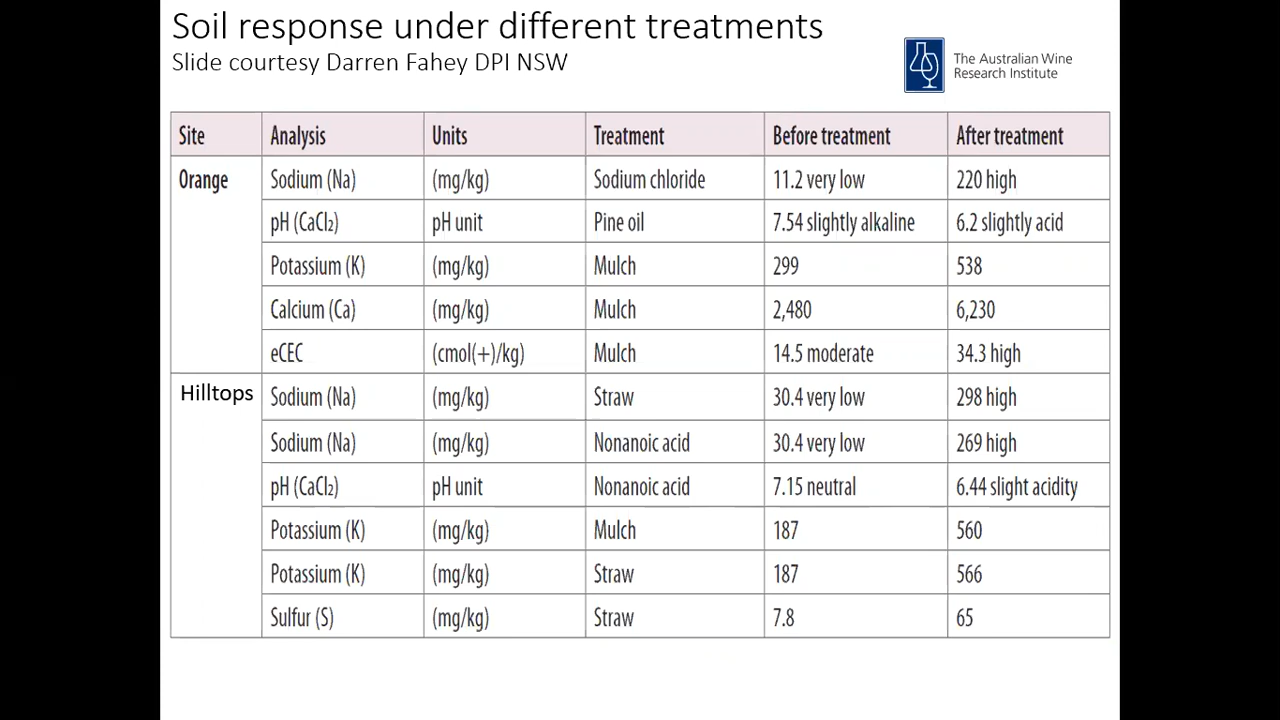 Soil response under different treatments
Slide courtesy Darren Fahey DPI NSW
The Australian Wine
Research Institute
Site Analysis Units Treatment Before treatment After treatment
Orange Sodium (Na) (mg/kg) Sodium chloride 11.2 very low 220 high
pH (CaCl₂) pH unit Pine oil 7.54 slightly alkaline 6.2 slightly acid
Potassium (K) (mg/kg) Mulch 299 538
Calcium (Ca) (mg/kg) Mulch 2,480 6,230
eCEC (cmol(+)/kg) Mulch 14.5 moderate 34.3 high
Hilltops Sodium (Na) (mg/kg) Straw 30.4 very low 298 high
Sodium (Na) (mg/kg) Nonanoic acid 30.4 very low 269 high
pH (CaCl₂) pH unit Nonanoic acid 7.15 neutral 6.44 slight acidity
Potassium (K) (mg/kg) Mulch 187 560
Potassium (K) (mg/kg) Straw 187 566
Sulfur (S) (mg/kg) Straw 7.8 65